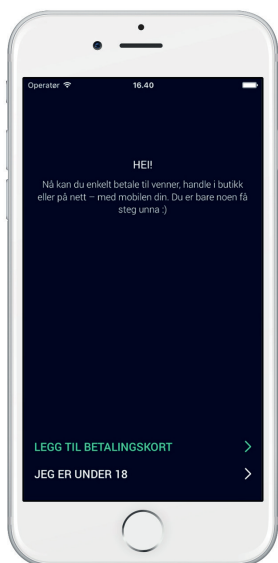 Operatør 16.40
HEI!
Nå kan du enkelt betale til venner, handle i butikk
eller på nett – med mobilen din. Du er bare noen få
steg unna :)
LEGG TIL BETALINGSKORT
JEG ER UNDER 18